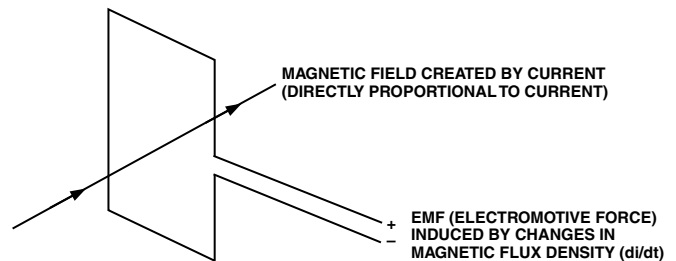 MAGNETIC FIELD CREATED BY CURRENT
(DIRECTLY PROPORTIONAL TO CURRENT)
+ EMF (ELECTROMOTIVE FORCE)
– INDUCED BY CHANGES IN
MAGNETIC FLUX DENSITY (di/dt)